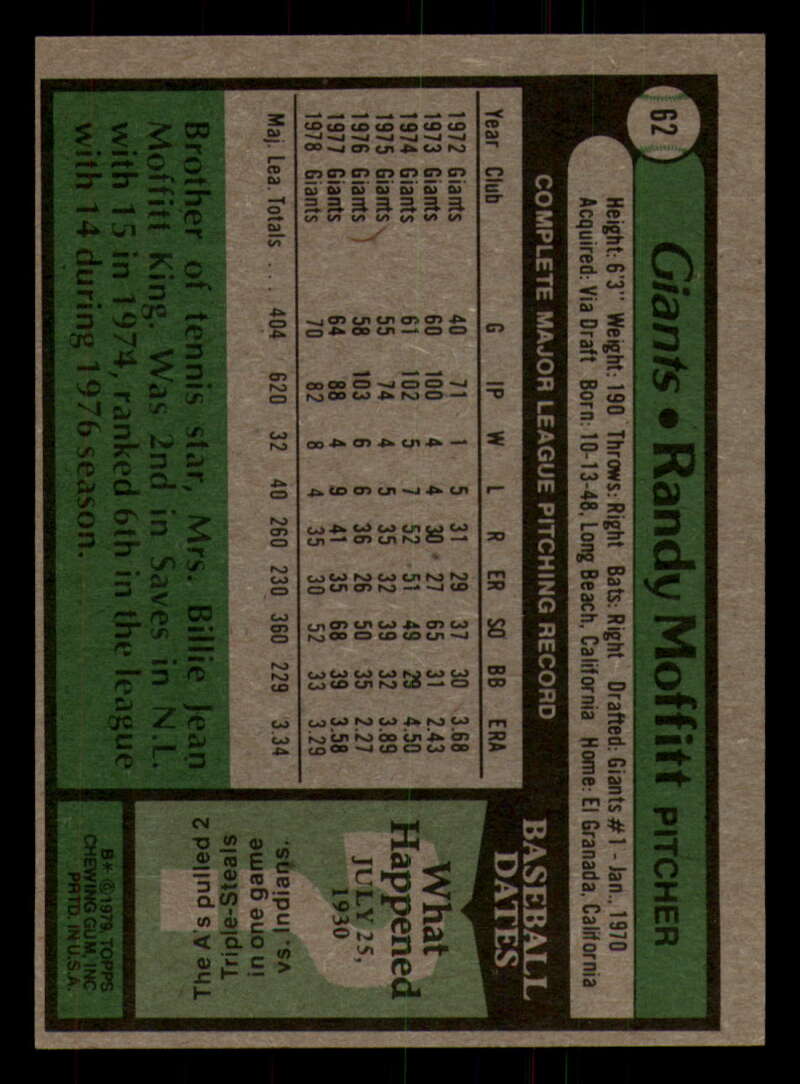 62
Giants • Randy Moffitt PITCHER
Height: 6'3" Weight: 190 Throws: Right Bats: Right Drafted: Giants #1 - Jan., 1970
Acquired: Via Draft Born: 10-13-48, Long Beach, California Home: El Granada, California
COMPLETE MAJOR LEAGUE PITCHING RECORD
Year Club G IP W L R ER SO BB ERA
1972 Giants 40 71 1 5 31 29 37 30 3.68
1973 Giants 60 100 4 4 30 27 65 31 2.43
1974 Giants 61 102 5 7 52 51 49 29 4.50
1975 Giants 55 74 4 5 35 32 39 32 3.89
1976 Giants 58 103 6 6 36 26 50 35 2.27
1977 Giants 64 88 4 9 41 35 68 39 3.58
1978 Giants 70 82 8 4 35 30 52 33 3.29
Maj. Lea. Totals . . . 404 620 32 40 260 230 360 229 3.34
Brother of tennis star, Mrs. Billie Jean
Moffitt King. Was 2nd in Saves in N.L.
with 15 in 1974, ranked 6th in the league
with 14 during 1976 season.
BASEBALL
DATES
What
Happened
JULY 25,
1930
The A's pulled 2
Triple-Steals
in one game
vs. Indians.
B* © 1979 TOPPS
CHEWING GUM, INC
PRTD. IN U.S.A.